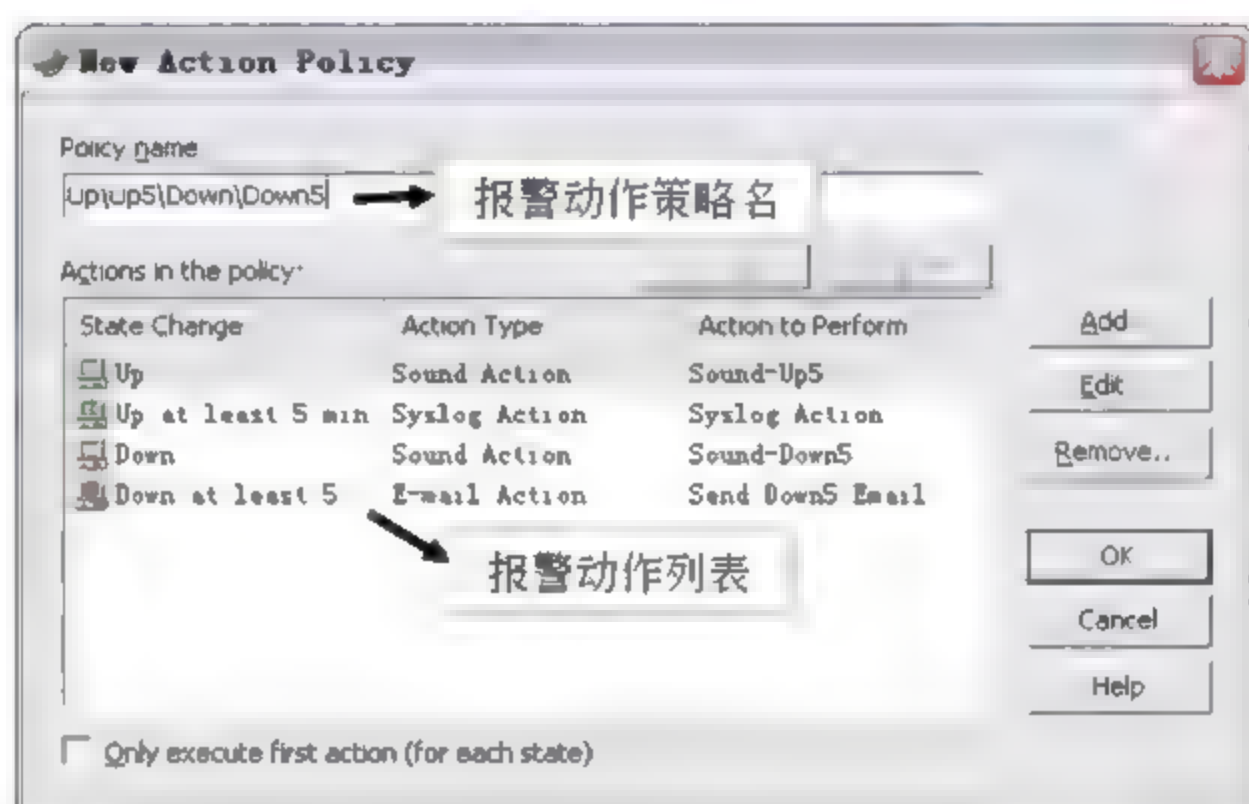 New Action Policy
Policy name
Up\Up5\Down\Down5
报警动作策略名
Actions in the policy:
State Change Action Type Action to Perform
Up Sound Action Sound-Up5
Up at least 5 min Syslog Action Syslog Action
Down Sound Action Sound-Down5
Down at least 5 E-mail Action Send Down5 Email
报警动作列表
Add
Edit
Remove..
OK
Cancel
Help
Only execute first action (for each state)